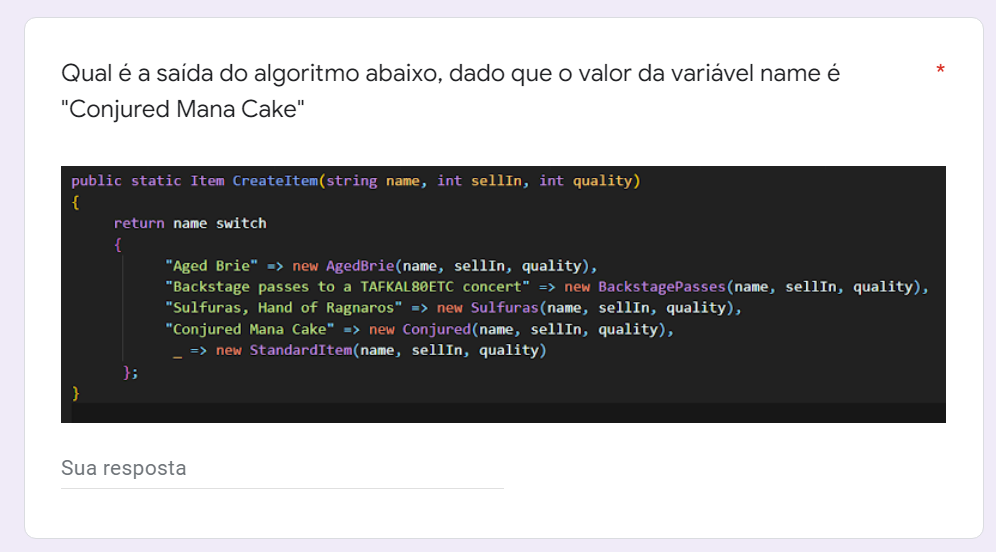 Qual é a saída do algoritmo abaixo, dado que o valor da variável name é *
"Conjured Mana Cake"
public static Item CreateItem(string name, int sellIn, int quality)
{
return name switch
{
"Aged Brie" => new AgedBrie(name, sellIn, quality),
"Backstage passes to a TAFKAL80ETC concert" => new BackstagePasses(name, sellIn, quality),
"Sulfuras, Hand of Ragnaros" => new Sulfuras(name, sellIn, quality),
"Conjured Mana Cake" => new Conjured(name, sellIn, quality),
_ => new StandardItem(name, sellIn, quality)
};
}
Sua resposta